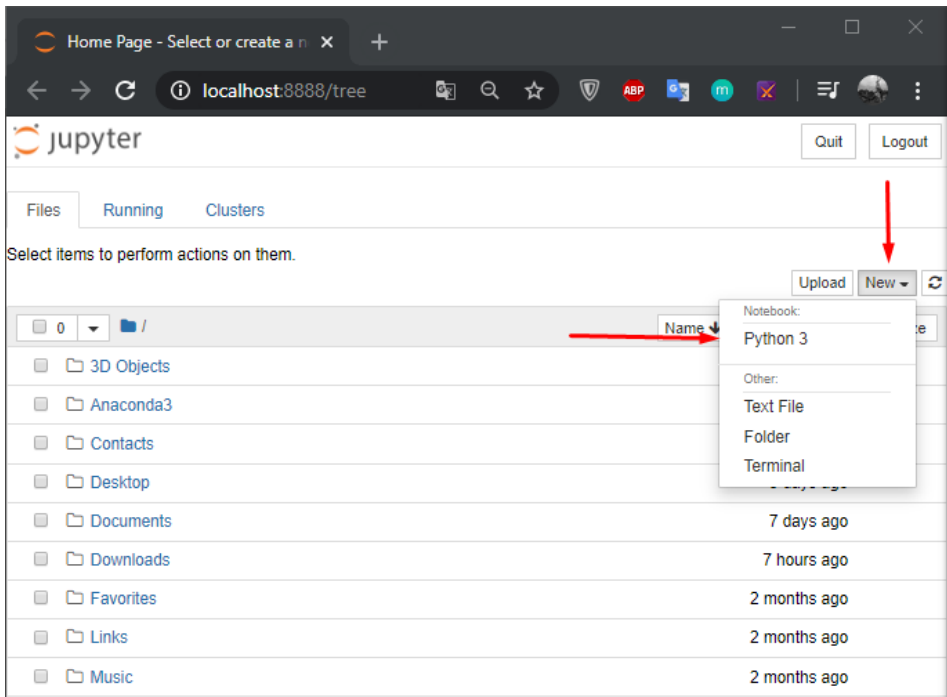 Home Page - Select or create a n
localhost:8888/tree
ABP
m
jupyter
Quit
Logout
Files
Running
Clusters
Select items to perform actions on them.
Upload
New
0
/
Name
Notebook:
Python 3
Other:
Text File
Folder
Terminal
3D Objects
Anaconda3
Contacts
Desktop
Documents
7 days ago
Downloads
7 hours ago
Favorites
2 months ago
Links
2 months ago
Music
2 months ago